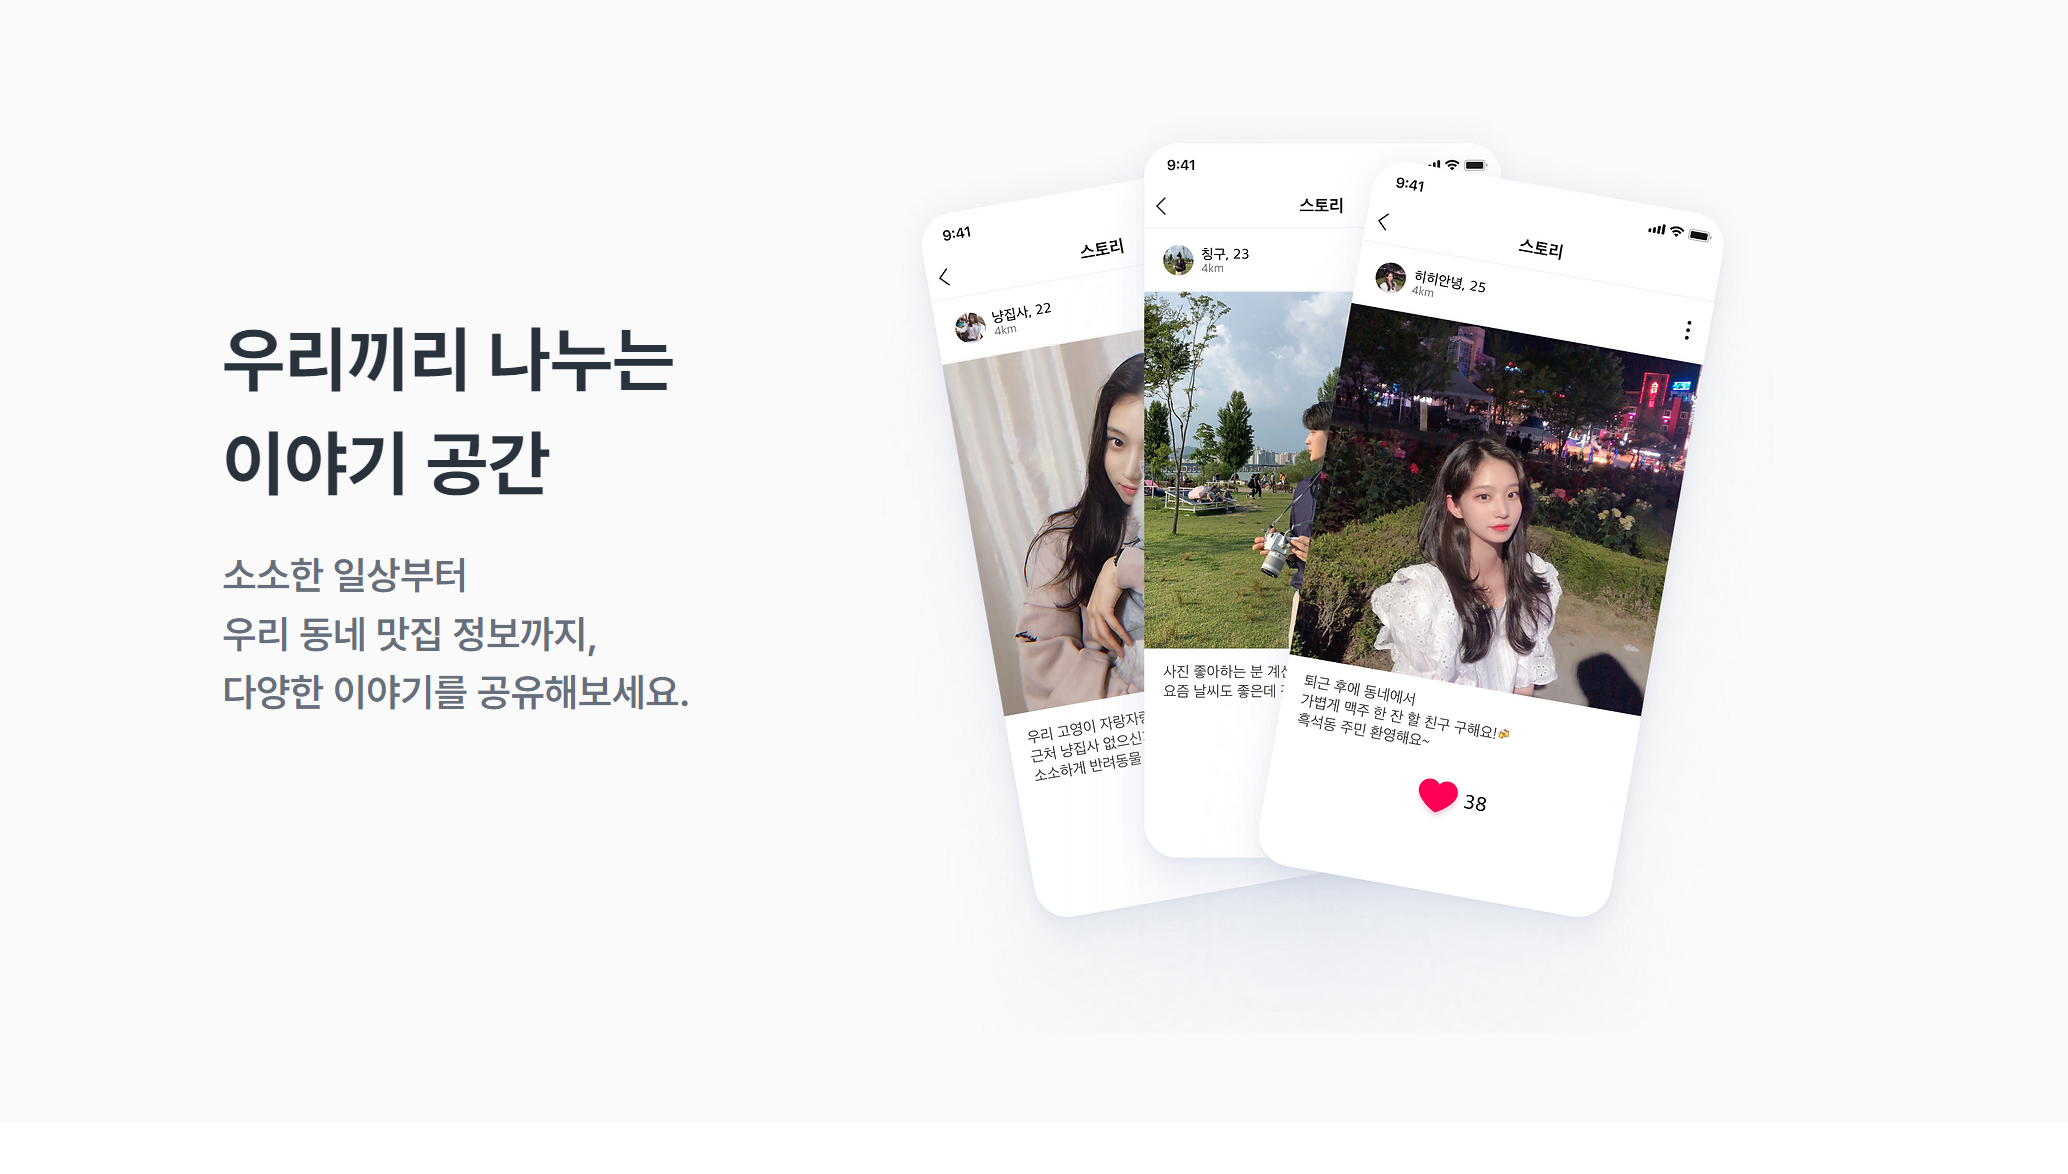 우리끼리 나누는
이야기 공간
소소한 일상부터
우리 동네 맛집 정보까지,
다양한 이야기를 공유해보세요.
9:41
스토리
냥집사, 22
4km
우리 고영이 자랑자랑
근처 냥집사 없으신
소소하게 반려동물
9:41
스토리
칭구, 23
4km
사진 좋아하는 분
요즘 날씨도 좋은데
9:41
스토리
히히안녕, 25
4km
퇴근 후에 동네에서
가볍게 맥주 한 잔 할 친구 구해요!🍻
흑석동 주민 환영해요~
38